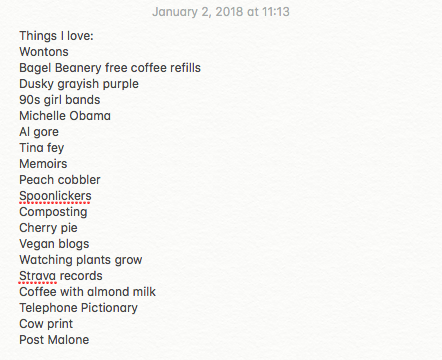 January 2, 2018 at 11:13
Things I love:
Wontons
Bagel Beanery free coffee refills
Dusky grayish purple
90s girl bands
Michelle Obama
Al gore
Tina fey
Memoirs
Peach cobbler
Spoonlickers
Composting
Cherry pie
Vegan blogs
Watching plants grow
Strava records
Coffee with almond milk
Telephone Pictionary
Cow print
Post Malone